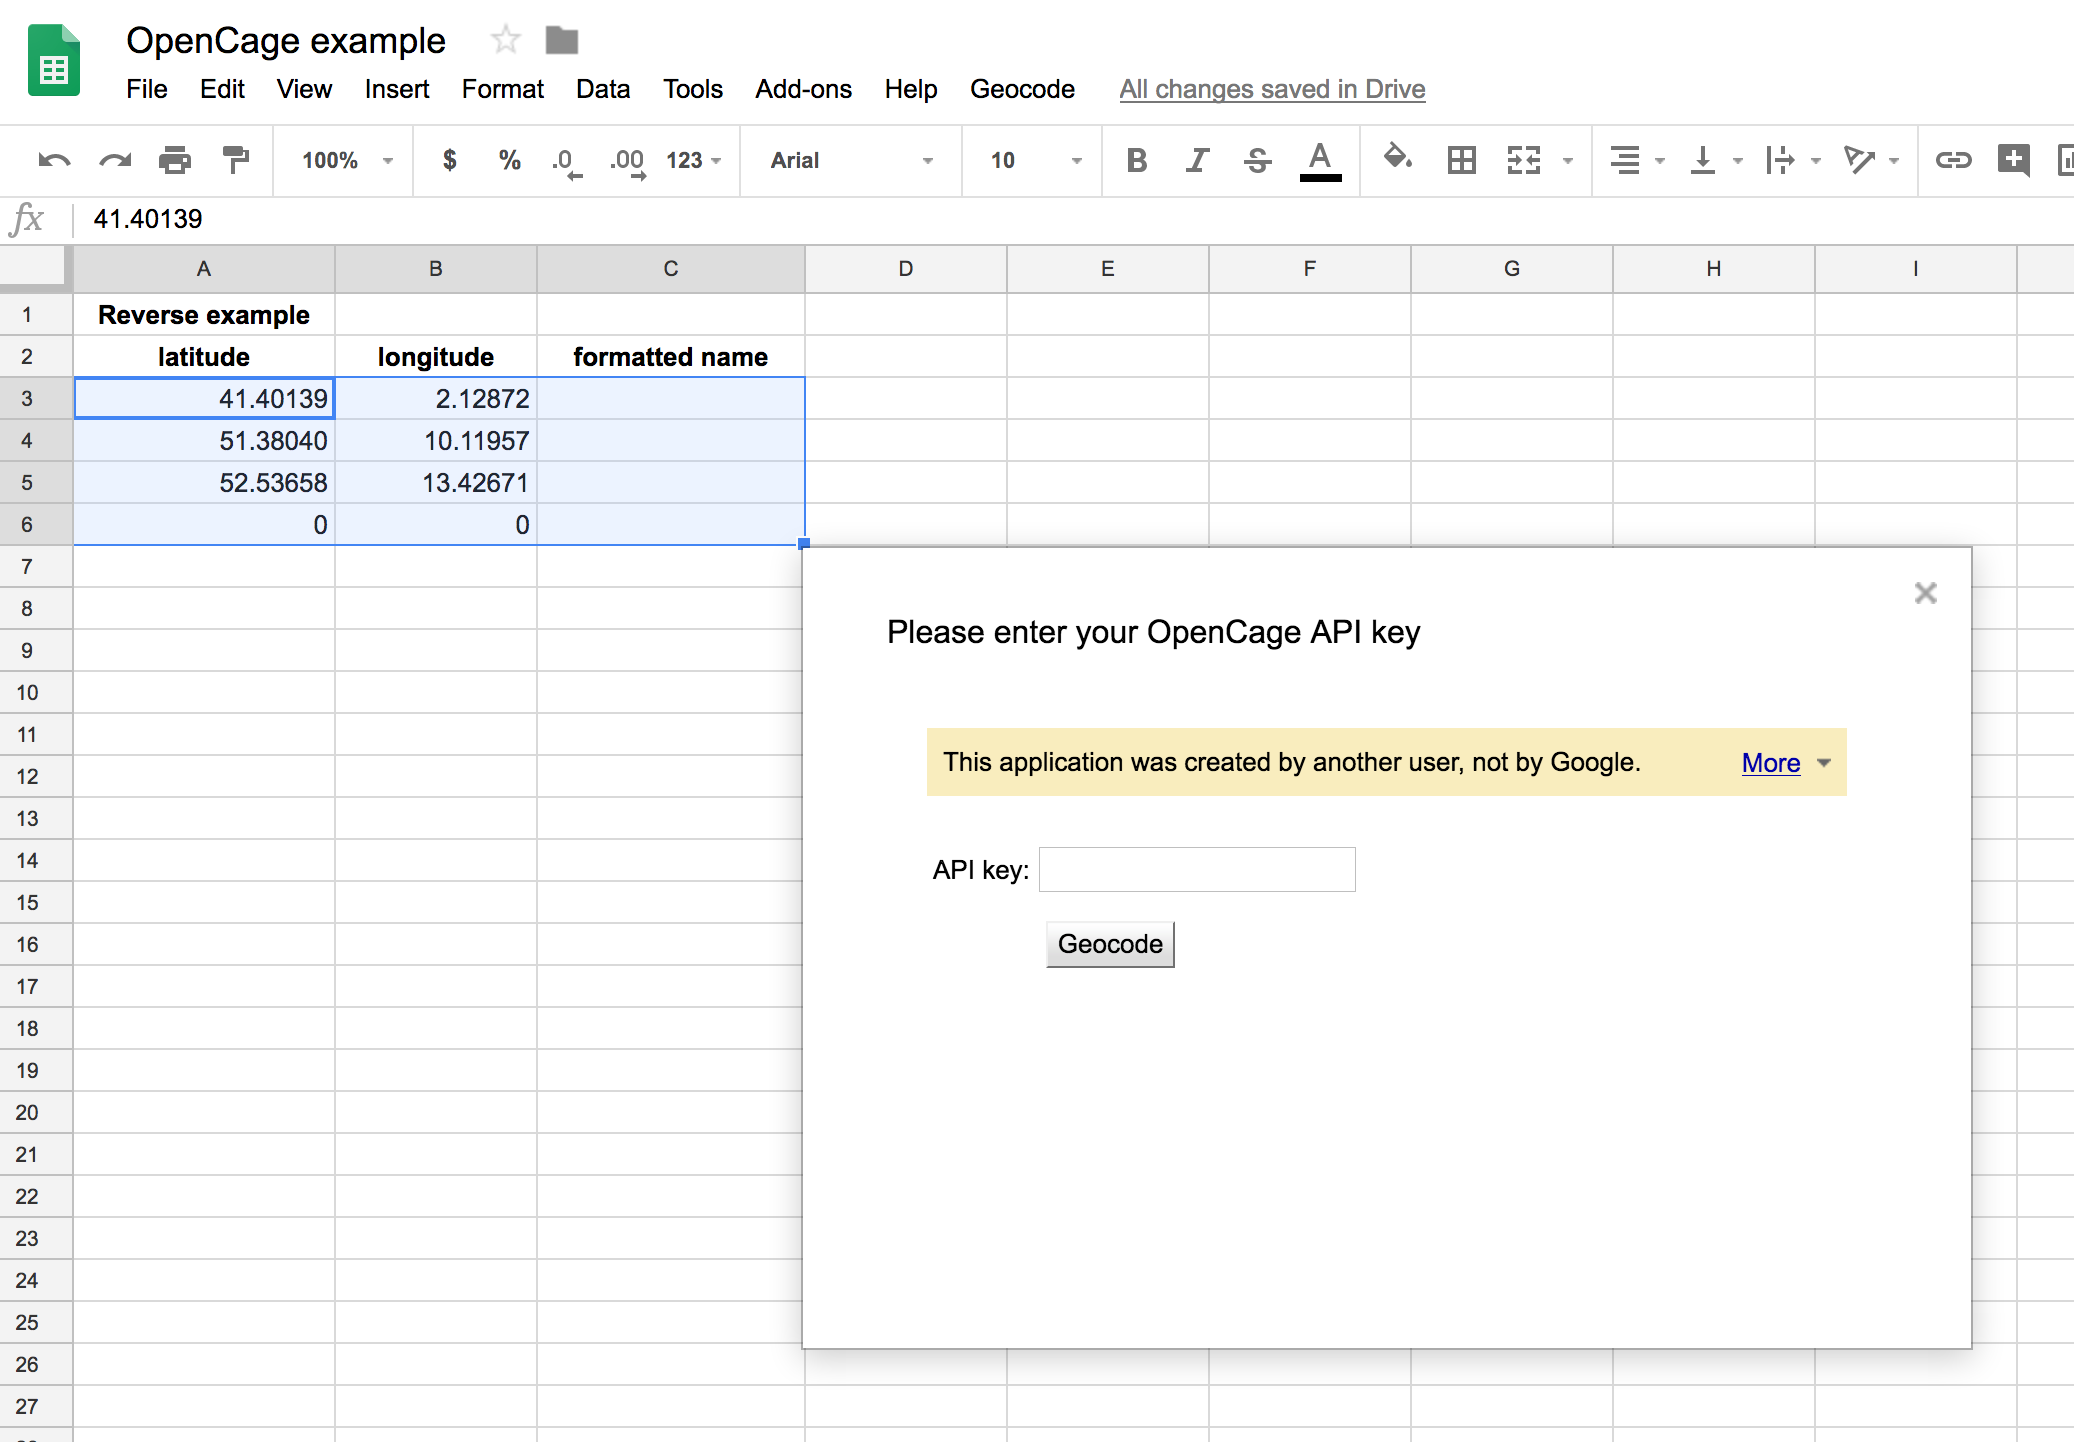 OpenCage example
File Edit View Insert Format Data Tools Add-ons Help Geocode All changes saved in Drive
100% $ % .0 .00 123 Arial 10 B I S A
fx 41.40139
A B C D E F G H I
1 Reverse example
2 latitude longitude formatted name
3 41.40139 2.12872
4 51.38040 10.11957
5 52.53658 13.42671
6 0 0
7
8
9
10
11
12
13
14
15
16
17
18
19
20
21
22
23
24
25
26
27
Please enter your OpenCage API key
This application was created by another user, not by Google. More
API key:
Geocode